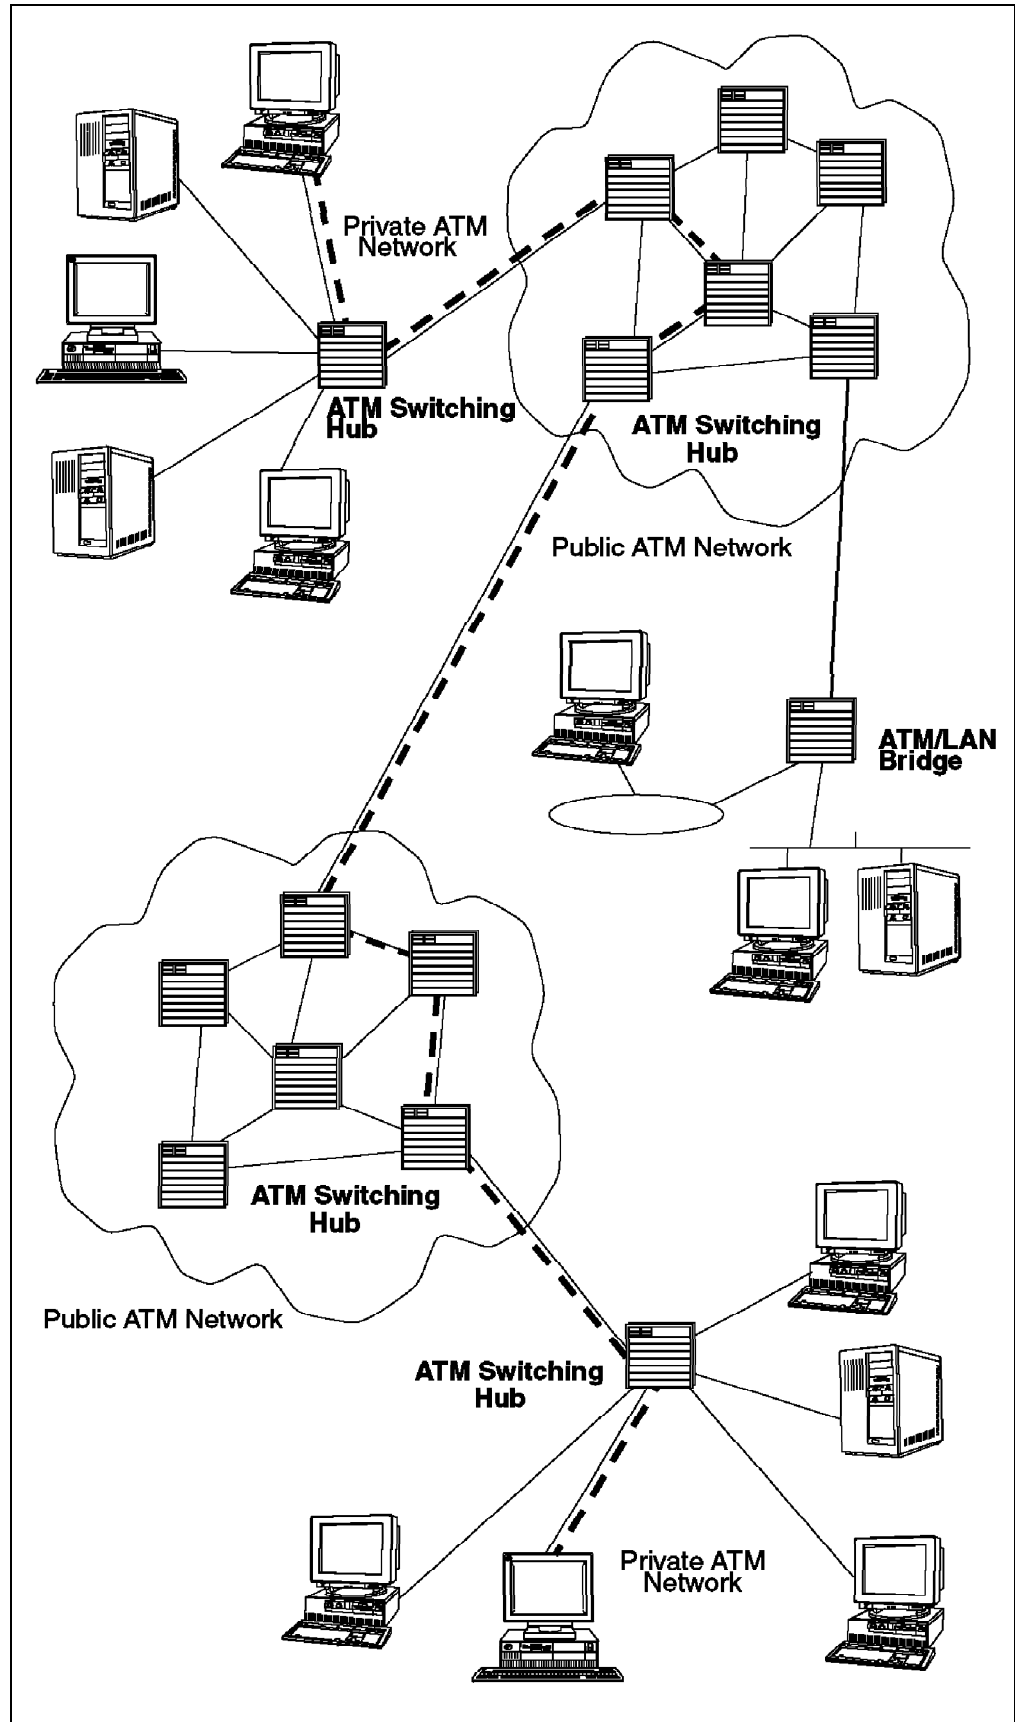 Private ATM
Network
ATM Switching
Hub
ATM Switching
Hub
Public ATM Network
ATM/LAN
Bridge
ATM Switching
Hub
Public ATM Network
ATM Switching
Hub
Private ATM
Network